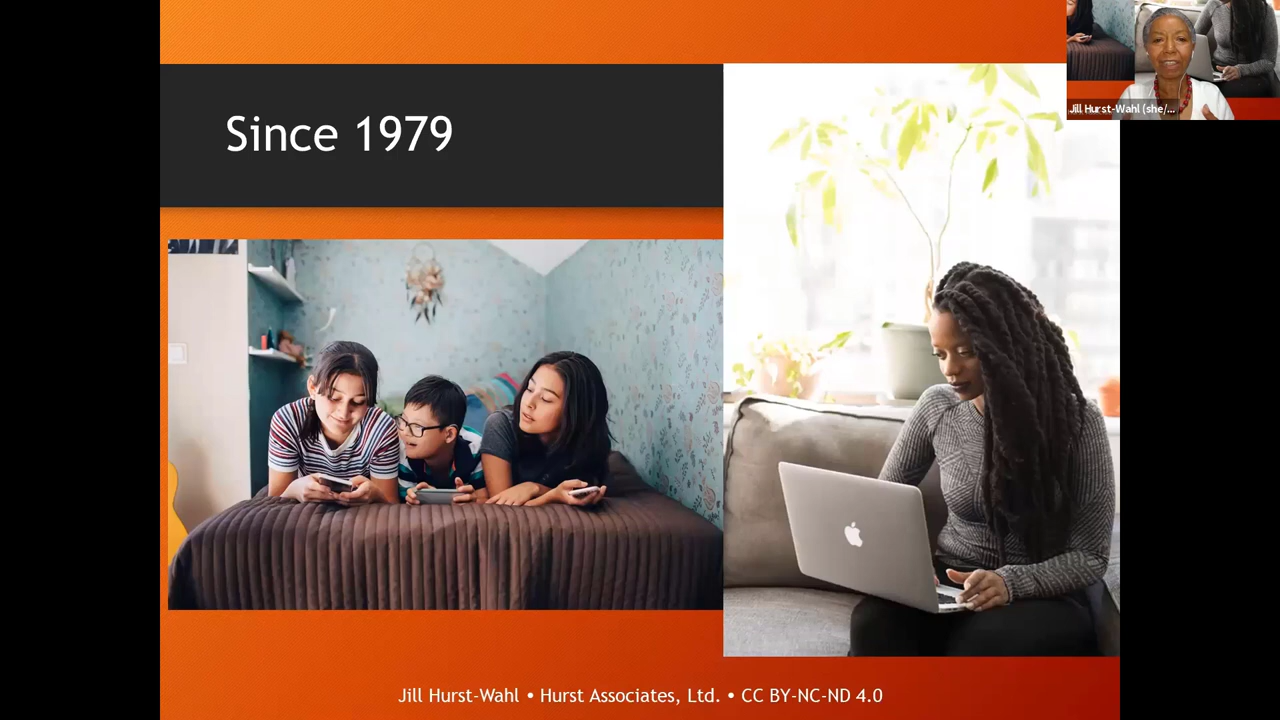 Since 1979
Jill Hurst-Wahl (she/...
Jill Hurst-Wahl • Hurst Associates, Ltd. • CC BY-NC-ND 4.0